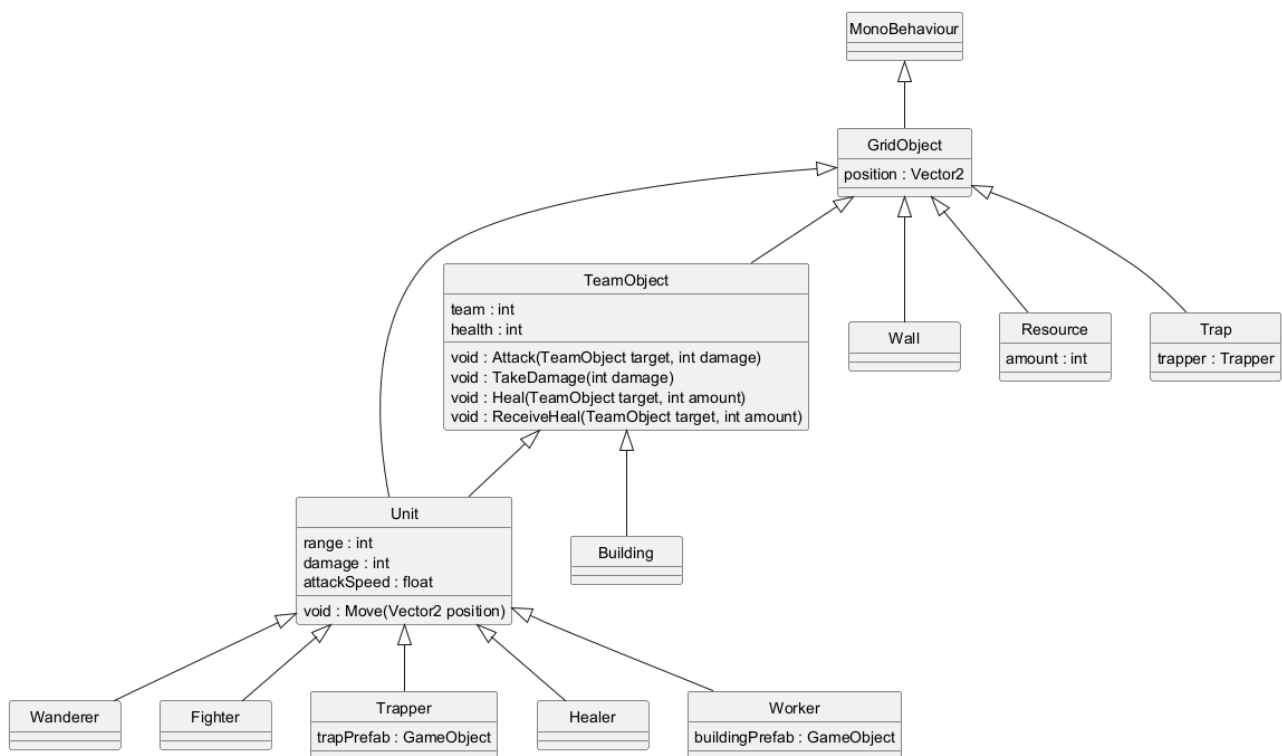 MonoBehaviour
GridObject
position : Vector2
TeamObject
team : int
health : int
void : Attack(TeamObject target, int damage)
void : TakeDamage(int damage)
void : Heal(TeamObject target, int amount)
void : ReceiveHeal(TeamObject target, int amount)
Wall
Resource
amount : int
Trap
trapper : Trapper
Unit
range : int
damage : int
attackSpeed : float
void : Move(Vector2 position)
Building
Wanderer
Fighter
Trapper
trapPrefab : GameObject
Healer
Worker
buildingPrefab : GameObject